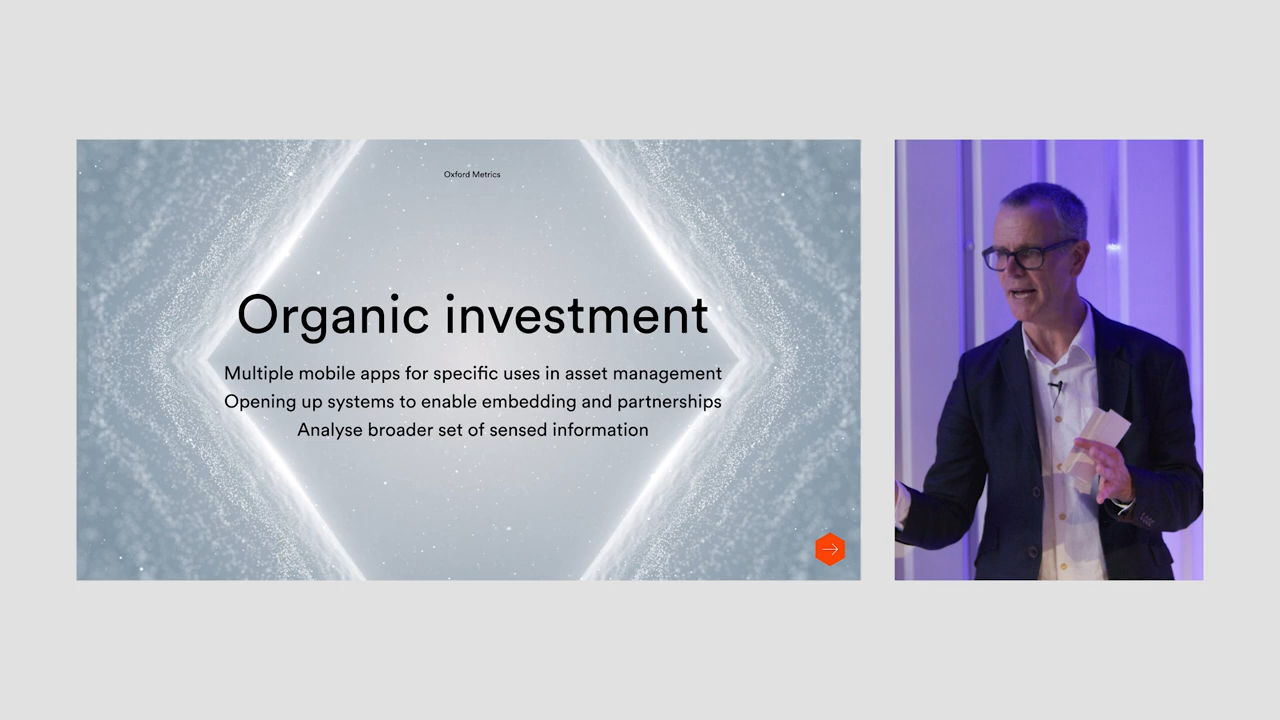 Oxford Metrics
Organic investment
Multiple mobile apps for specific uses in asset management
Opening up systems to enable embedding and partnerships
Analyse broader set of sensed information